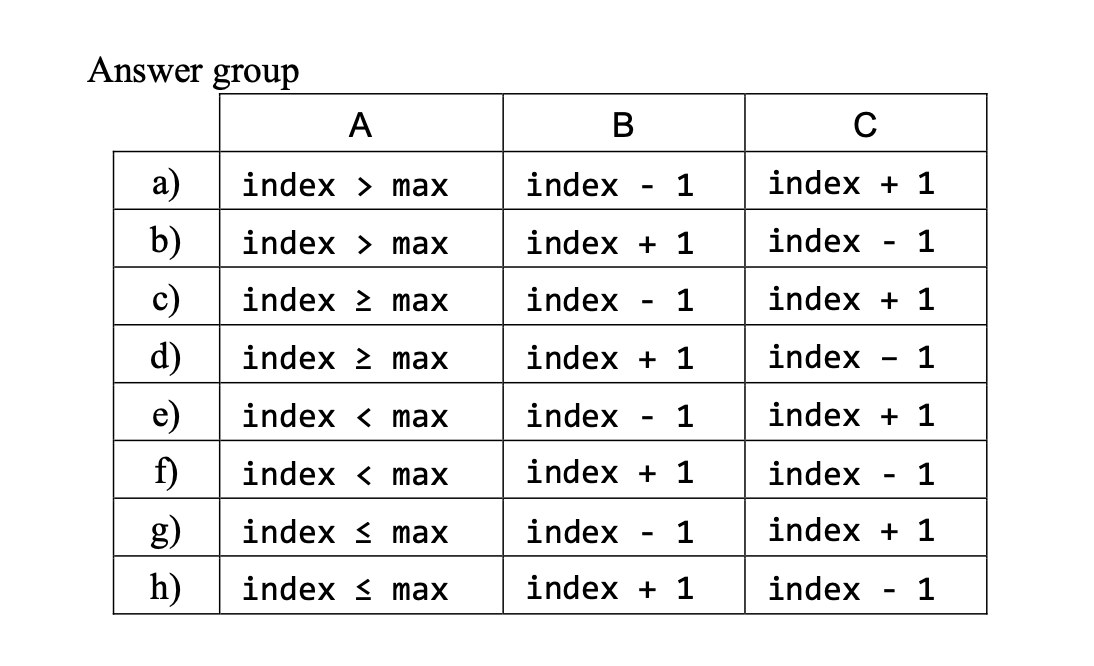 Answer group
A B C
a) index > max index - 1 index + 1
b) index > max index + 1 index - 1
c) index ≥ max index - 1 index + 1
d) index ≥ max index + 1 index – 1
e) index < max index - 1 index + 1
f) index < max index + 1 index - 1
g) index ≤ max index - 1 index + 1
h) index ≤ max index + 1 index - 1